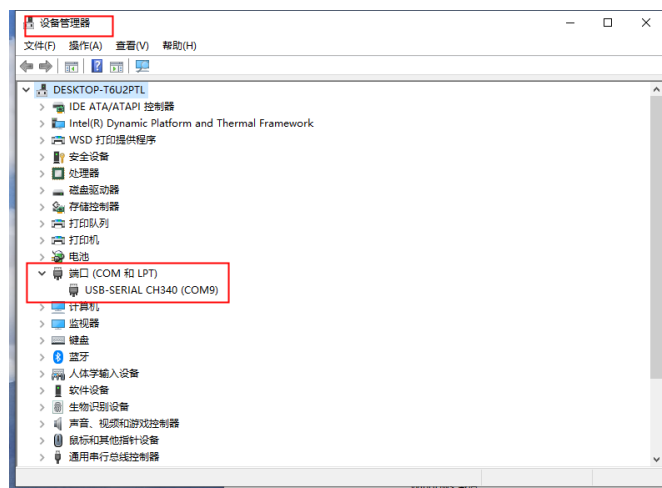 设备管理器
文件(F) 操作(A) 查看(V) 帮助(H)
DESKTOP-T6U2PTL
IDE ATA/ATAPI 控制器
Intel(R) Dynamic Platform and Thermal Framework
WSD 打印提供程序
安全设备
处理器
磁盘驱动器
存储控制器
打印队列
打印机
电池
端口 (COM 和 LPT)
USB-SERIAL CH340 (COM9)
计算机
监视器
键盘
蓝牙
人体学输入设备
软件设备
生物识别设备
声音、视频和游戏控制器
鼠标和其他指针设备
通用串行总线控制器